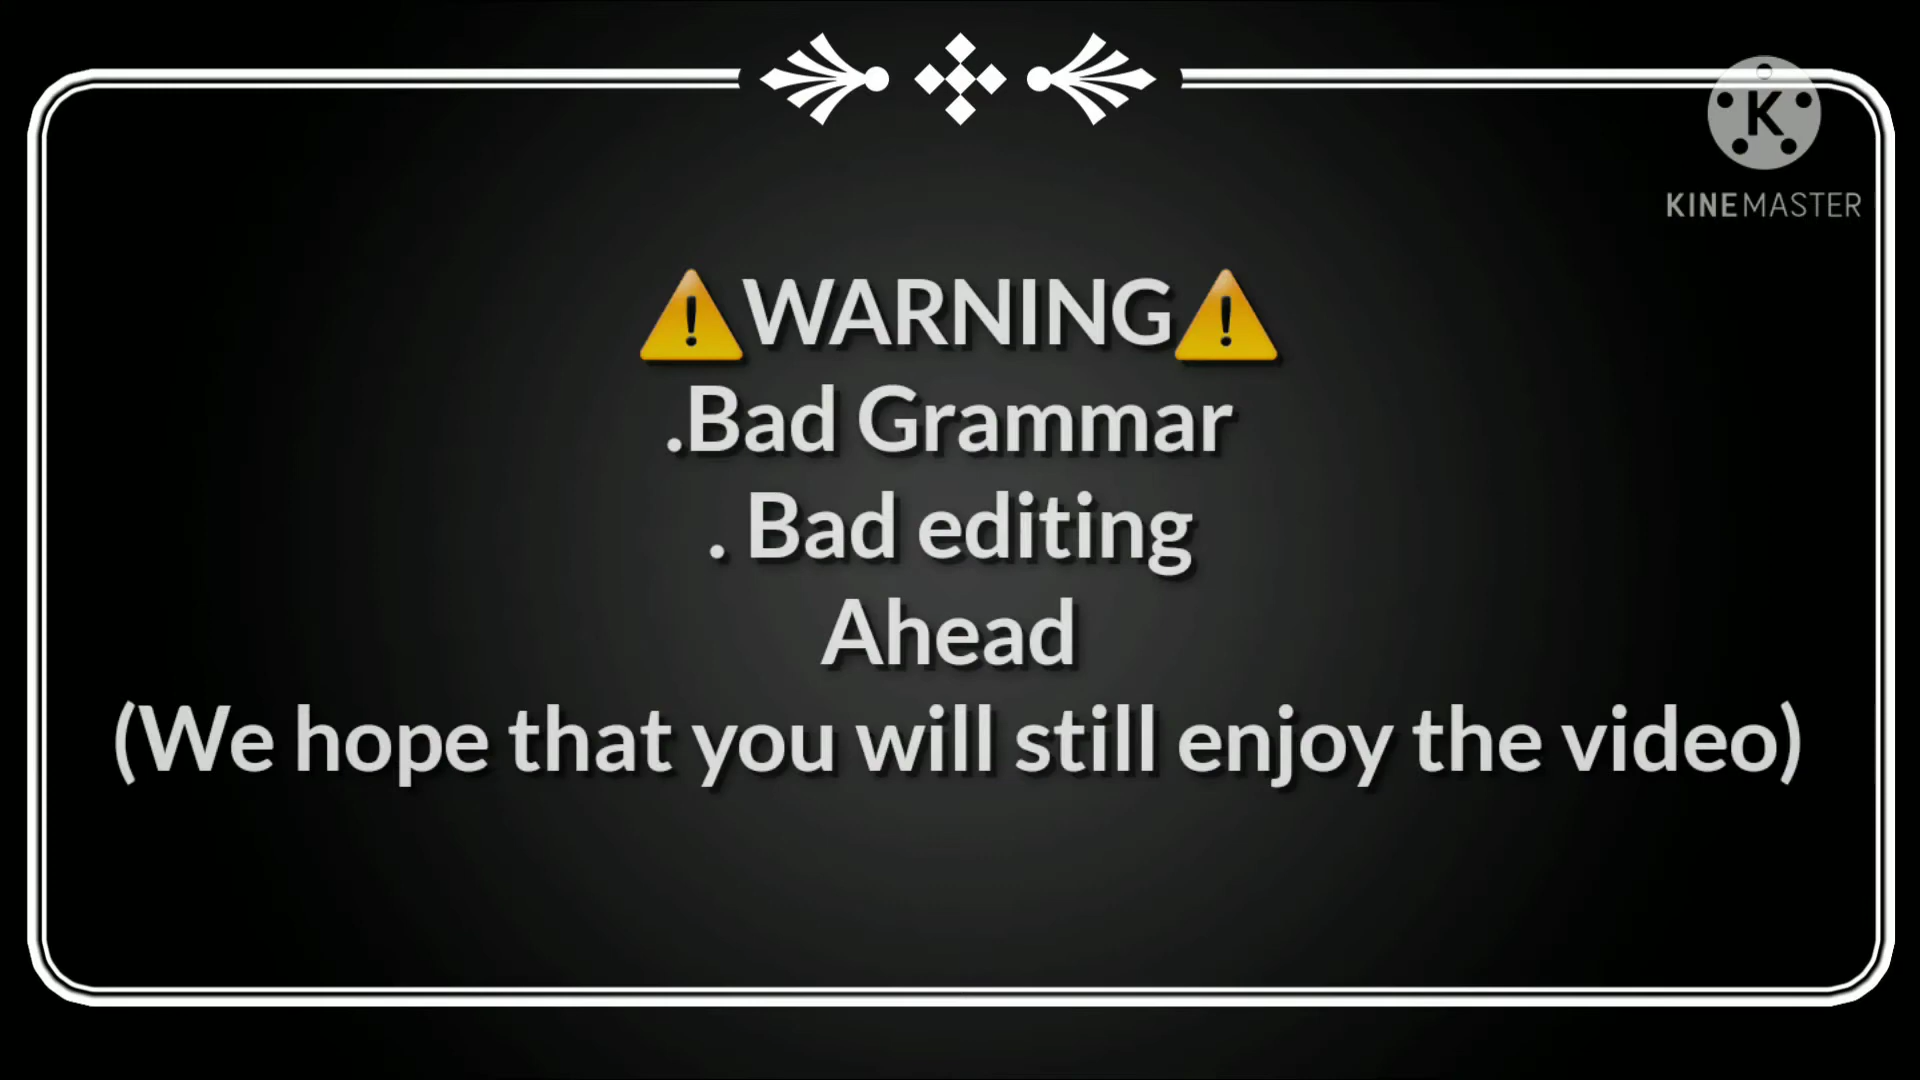 K
KINEMASTER
⚠️WARNING⚠️
.Bad Grammar
. Bad editing
Ahead
(We hope that you will still enjoy the video)